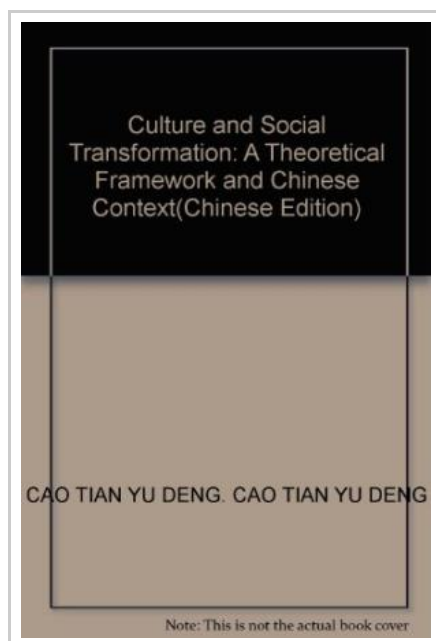 Culture and Social
Transformation: A Theoretical
Framework and Chinese
Context(Chinese Edition)
CAO TIAN YU DENG. CAO TIAN YU DENG
Note: This is not the actual book cover